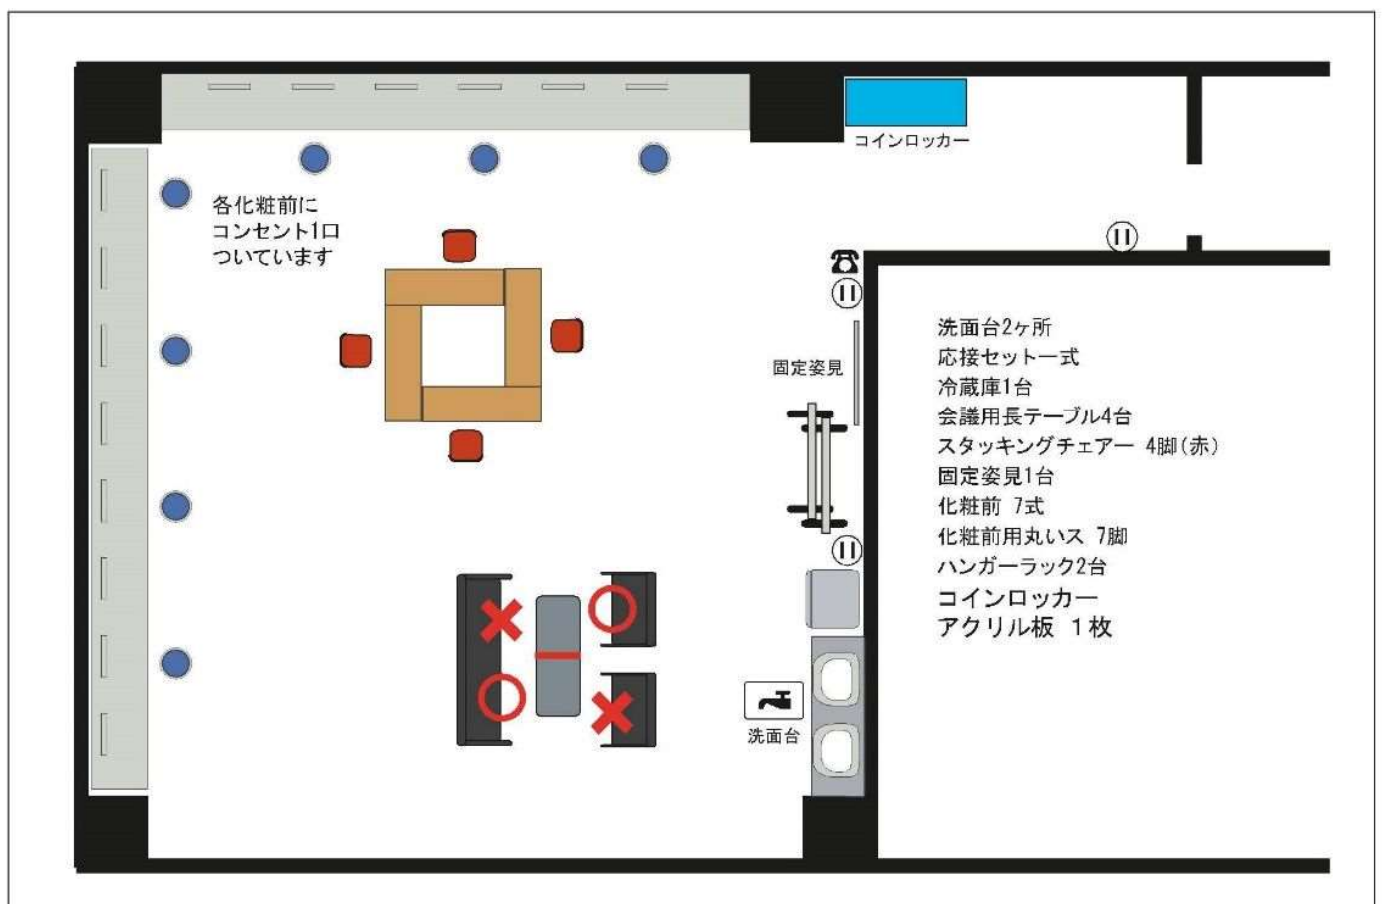 コインロッカー
各化粧前に
コンセント1口
ついています
固定姿見
洗面台
洗面台2ヶ所
応接セット一式
冷蔵庫1台
会議用長テーブル4台
スタッキングチェアー 4脚(赤)
固定姿見1台
化粧前 7式
化粧前用丸いス 7脚
ハンガーラック2台
コインロッカー
アクリル板 1枚